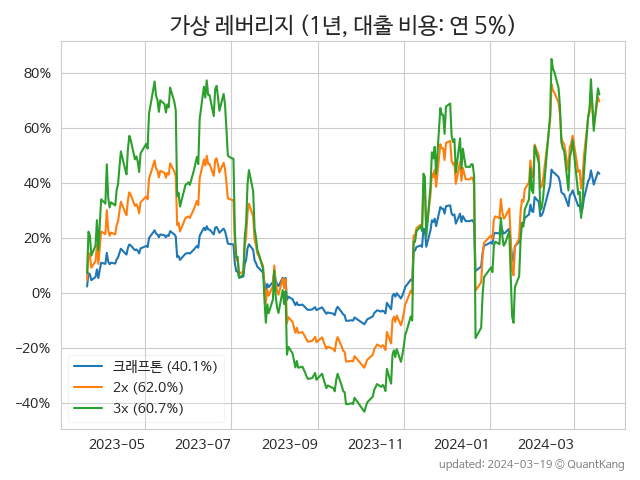 가상 레버리지 (1년, 대출 비용: 연 5%)
80%
60%
40%
20%
0%
−20%
−40%
크래프톤 (40.1%)
2x (62.0%)
3x (60.7%)
2023-05 2023-07 2023-09 2023-11 2024-01 2024-03
updated: 2024-03-19 © QuantKang